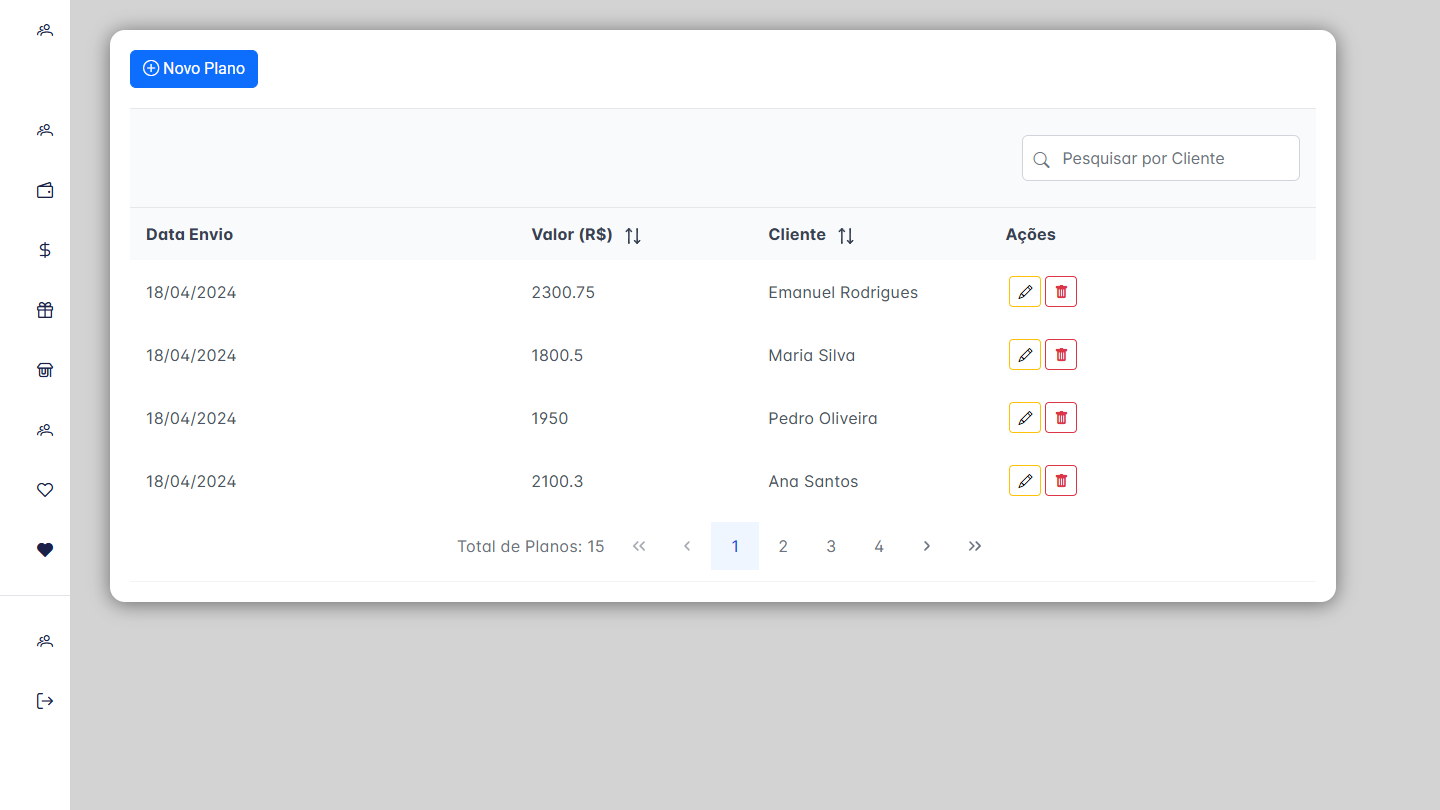 Novo Plano
Pesquisar por Cliente
Data Envio Valor (R$) Cliente Ações
18/04/2024 2300.75 Emanuel Rodrigues
18/04/2024 1800.5 Maria Silva
18/04/2024 1950 Pedro Oliveira
18/04/2024 2100.3 Ana Santos
Total de Planos: 15 1 2 3 4